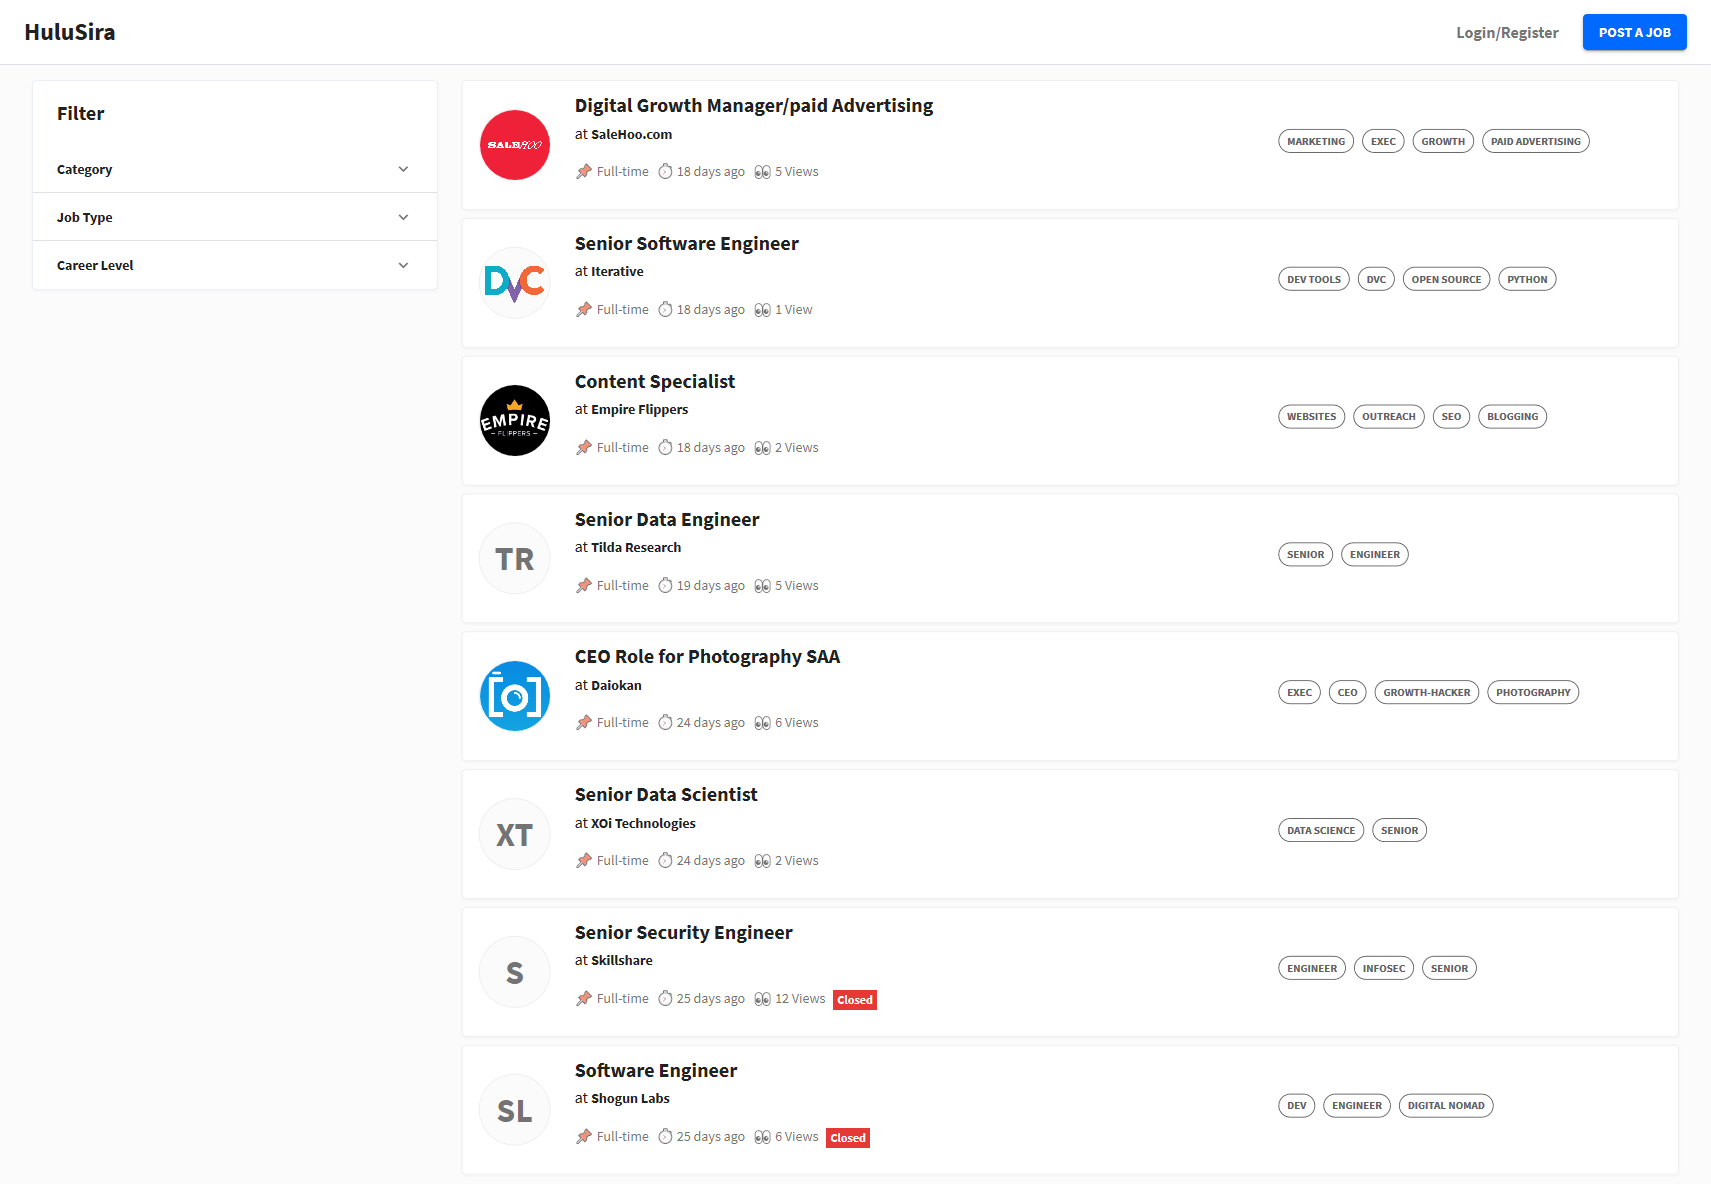 HuluSira
Login/Register
POST A JOB
Filter
Category
Job Type
Career Level
SALEHOO
Digital Growth Manager/paid Advertising
at SaleHoo.com
Full-time 18 days ago 5 Views
MARKETING EXEC GROWTH PAID ADVERTISING
DVC
Senior Software Engineer
at Iterative
Full-time 18 days ago 1 View
DEV TOOLS DVC OPEN SOURCE PYTHON
EMPIRE
FLIPPERS
Content Specialist
at Empire Flippers
Full-time 18 days ago 2 Views
WEBSITES OUTREACH SEO BLOGGING
TR
Senior Data Engineer
at Tilda Research
Full-time 19 days ago 5 Views
SENIOR ENGINEER
CEO Role for Photography SAA
at Daiokan
Full-time 24 days ago 6 Views
EXEC CEO GROWTH-HACKER PHOTOGRAPHY
XT
Senior Data Scientist
at XOi Technologies
Full-time 24 days ago 2 Views
DATA SCIENCE SENIOR
S
Senior Security Engineer
at Skillshare
Full-time 25 days ago 12 Views Closed
ENGINEER INFOSEC SENIOR
SL
Software Engineer
at Shogun Labs
Full-time 25 days ago 6 Views Closed
DEV ENGINEER DIGITAL NOMAD